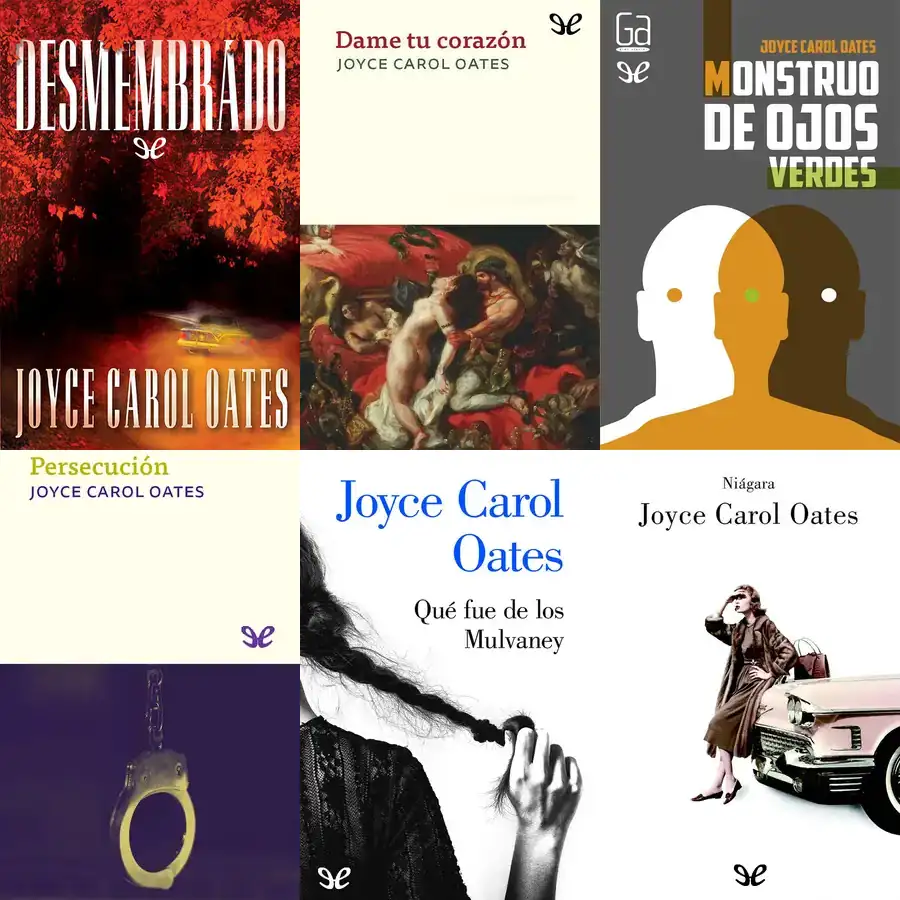 DESMEMBRADO
JOYCE CAROL OATES
Dame tu corazón
JOYCE CAROL OATES
Ga
JOYCE CAROL OATES
MONSTRUO
DE OJOS
VERDES
Persecución
JOYCE CAROL OATES
Joyce Carol
Oates
Qué fue de los
Mulvaney
Niágara
Joyce Carol Oates